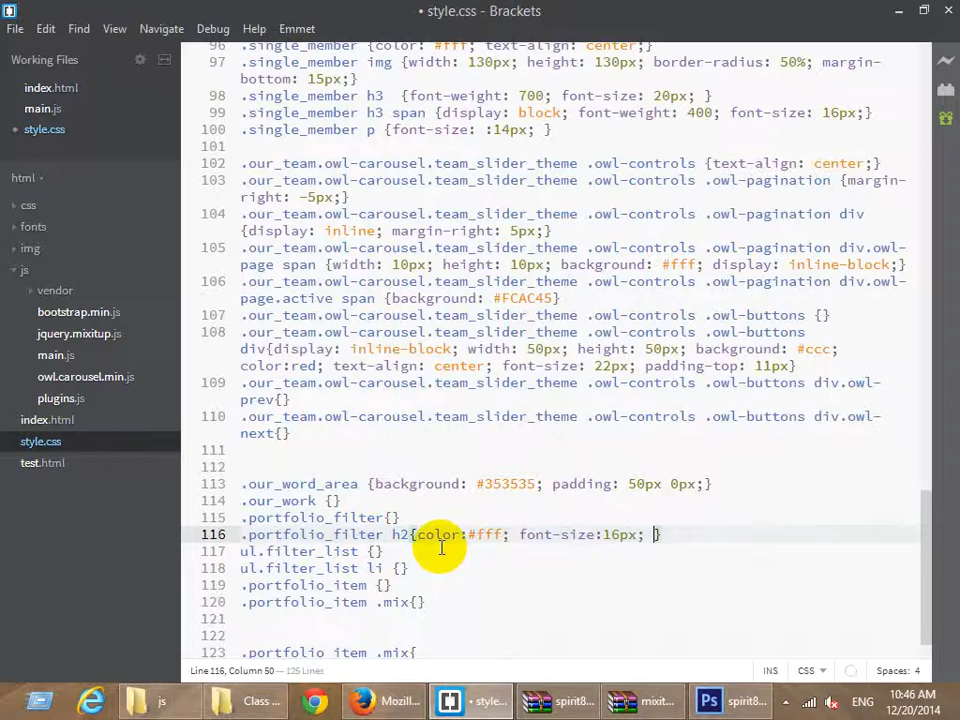 • style.css - Brackets
File Edit Find View Navigate Debug Help Emmet
Working Files
index.html
main.js
• style.css
html
css
fonts
img
js
vendor
bootstrap.min.js
jquery.mixitup.js
main.js
owl.carousel.min.js
plugins.js
index.html
style.css
test.html
96 .single_member {color: #fff; text-align: center;}
97 .single_member img {width: 130px; height: 130px; border-radius: 50%; margin-
bottom: 15px;}
98 .single_member h3  {font-weight: 700; font-size: 20px; }
99 .single_member h3 span {display: block; font-weight: 400; font-size: 16px;}
100 .single_member p {font-size: :14px; }
101
102 .our_team.owl-carousel.team_slider_theme .owl-controls {text-align: center;}
103 .our_team.owl-carousel.team_slider_theme .owl-controls .owl-pagination {margin-
right: -5px;}
104 .our_team.owl-carousel.team_slider_theme .owl-controls .owl-pagination div
{display: inline; margin-right: 5px;}
105 .our_team.owl-carousel.team_slider_theme .owl-controls .owl-pagination div.owl-
page span {width: 10px; height: 10px; background: #fff; display: inline-block;}
106 .our_team.owl-carousel.team_slider_theme .owl-controls .owl-pagination div.owl-
page.active span {background: #FCAC45}
107 .our_team.owl-carousel.team_slider_theme .owl-controls .owl-buttons {}
108 .our_team.owl-carousel.team_slider_theme .owl-controls .owl-buttons
div{display: inline-block; width: 50px; height: 50px; background: #ccc;
color:red; text-align: center; font-size: 22px; padding-top: 11px}
109 .our_team.owl-carousel.team_slider_theme .owl-controls .owl-buttons div.owl-
prev{}
110 .our_team.owl-carousel.team_slider_theme .owl-controls .owl-buttons div.owl-
next{}
111
112
113 .our_word_area {background: #353535; padding: 50px 0px;}
114 .our_work {}
115 .portfolio_filter{}
116 .portfolio_filter h2{color:#fff; font-size:16px; }
117 ul.filter_list {}
118 ul.filter_list li {}
119 .portfolio_item {}
120 .portfolio_item .mix{}
121
122
123 .portfolio_item .mix{
Line 116, Column 50 — 125 Lines
INS CSS Spaces: 4
js Class ... Mozill... • style... spirit8... mixit... spirit8... ENG
10:46 AM
12/20/2014